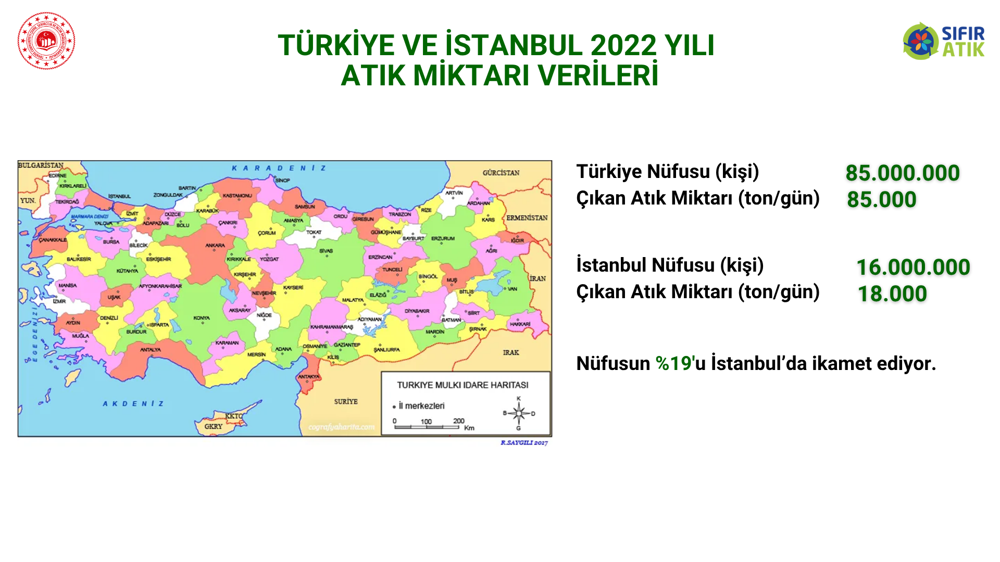 TÜRKİYE VE İSTANBUL 2022 YILI
ATIK MİKTARI VERİLERİ
SIFIR
ATIK
BULGARİSTAN
KARADENİZ
GÜRCİSTAN
EDİRNE
KIRKLARELİ
SİNOP
BARTIN
ZONGULDAK
KASTAMONU
ARTVİN
ARDAHAN
YUN.
TEKİRDAĞ
İSTANBUL
SAMSUN
MARMARA DENİZİ
İZMİT
DÜZCE
KARABÜK
ORDU
GİRESUN
TRABZON
RİZE
KARS
ERMENİSTAN
YALOVA
ADAPAZARI
BOLU
ÇANKIRI
AMASYA
ÇORUM
TOKAT
GÜMÜŞHANE
BAYBURT
ERZURUM
IĞDIR
ÇANAKKALE
BURSA
BİLECİK
ANKARA
BALIKESİR
ESKİŞEHİR
KIRIKKALE
YOZGAT
SİVAS
ERZİNCAN
AĞRI
KÜTAHYA
KIRŞEHİR
TUNCELİ
BİNGÖL
MUŞ
İRAN
MANİSA
AFYONKARAHİSAR
KAYSERİ
BİTLİS
VAN
İZMİR
UŞAK
NEVŞEHİR
MALATYA
ELÂZIĞ
AYDIN
DENİZLİ
ISPARTA
KONYA
AKSARAY
NİĞDE
ADIYAMAN
DİYABAKIR
BATMAN
SİİRT
HAKKARİ
EGE DENİZİ
MUĞLA
BURDUR
KAHRAMANMARAŞ
MARDİN
ŞIRNAK
ANTALYA
KARAMAN
MERSİN
ADANA
OSMANİYE
GAZİANTEP
KİLİS
ŞANLIURFA
IRAK
ANTAKYA
AKDENİZ
SURİYE
KKTC
GKRY
cografyaharita.com
TURKIYE MULKI IDARE HARITASI
İl merkezleri
0 100 200
Km
K
B D
G
R.SAYGILI 2017
Türkiye Nüfusu (kişi) 85.000.000
Çıkan Atık Miktarı (ton/gün) 85.000
İstanbul Nüfusu (kişi) 16.000.000
Çıkan Atık Miktarı (ton/gün) 18.000
Nüfusun %19'u İstanbul’da ikamet ediyor.